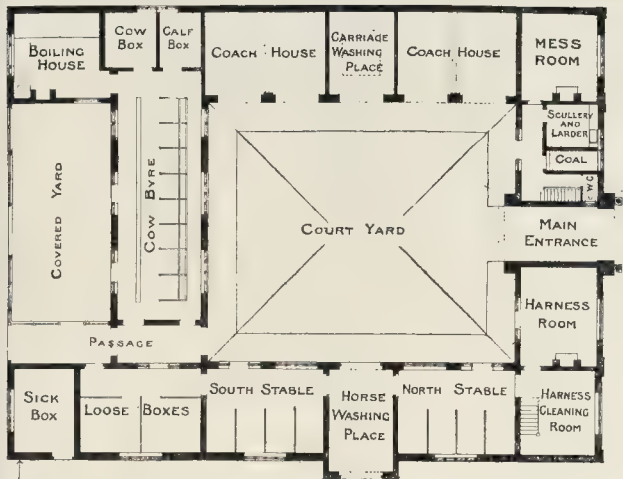 COW
BOX
CALF
BOX
BOILING
HOUSE
COACH HOUSE
CARRIAGE
WASHING
PLACE
COACH HOUSE
MESS
ROOM
SCULLERY
AND
LARDER
COAL
W C
COVERED YARD
COW BYRE
COURT YARD
MAIN
ENTRANCE
HARNESS
ROOM
PASSAGE
SICK
BOX
LOOSE BOXES
SOUTH STABLE
HORSE
WASHING
PLACE
NORTH STABLE
HARNESS
CLEANING
ROOM